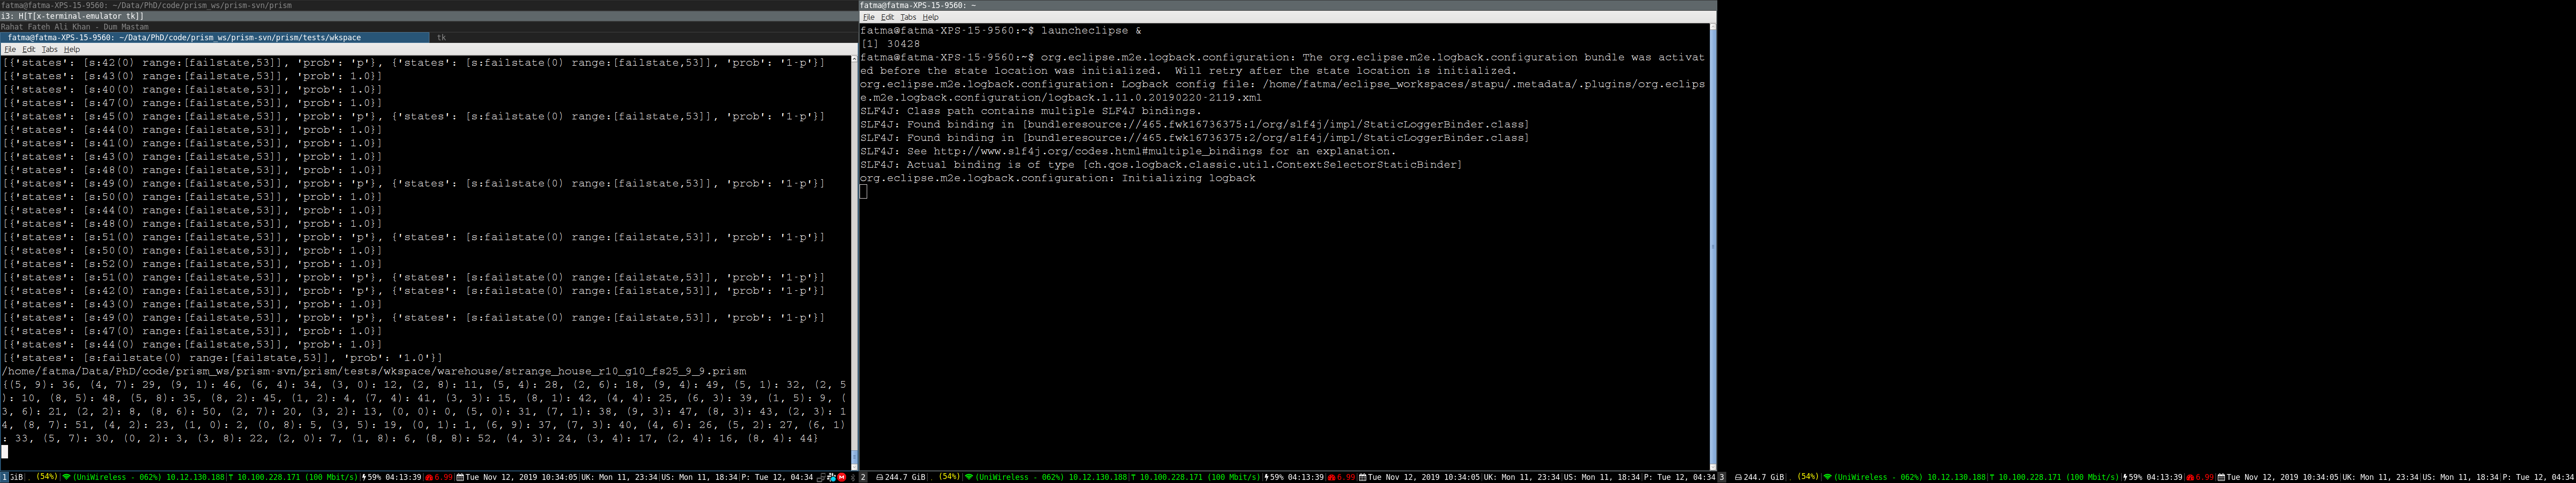 fatma@fatma-XPS-15-9560: ~/Data/PhD/code/prism_ws/prism-svn/prism
i3: H[T[x-terminal-emulator tk]]
Rahat Fateh Ali Khan - Dum Mastam
fatma@fatma-XPS-15-9560: ~/Data/PhD/code/prism_ws/prism-svn/prism/tests/wkspace tk
File Edit Tabs Help
[{'states': [s:42(0) range:[failstate,53]], 'prob': 'p'}, {'states': [s:failstate(0) range:[failstate,53]], 'prob': '1-p'}]
[{'states': [s:43(0) range:[failstate,53]], 'prob': 1.0}]
[{'states': [s:40(0) range:[failstate,53]], 'prob': 1.0}]
[{'states': [s:47(0) range:[failstate,53]], 'prob': 1.0}]
[{'states': [s:45(0) range:[failstate,53]], 'prob': 'p'}, {'states': [s:failstate(0) range:[failstate,53]], 'prob': '1-p'}]
[{'states': [s:44(0) range:[failstate,53]], 'prob': 1.0}]
[{'states': [s:41(0) range:[failstate,53]], 'prob': 1.0}]
[{'states': [s:43(0) range:[failstate,53]], 'prob': 1.0}]
[{'states': [s:48(0) range:[failstate,53]], 'prob': 1.0}]
[{'states': [s:49(0) range:[failstate,53]], 'prob': 'p'}, {'states': [s:failstate(0) range:[failstate,53]], 'prob': '1-p'}]
[{'states': [s:50(0) range:[failstate,53]], 'prob': 1.0}]
[{'states': [s:44(0) range:[failstate,53]], 'prob': 1.0}]
[{'states': [s:48(0) range:[failstate,53]], 'prob': 1.0}]
[{'states': [s:51(0) range:[failstate,53]], 'prob': 'p'}, {'states': [s:failstate(0) range:[failstate,53]], 'prob': '1-p'}]
[{'states': [s:50(0) range:[failstate,53]], 'prob': 1.0}]
[{'states': [s:52(0) range:[failstate,53]], 'prob': 1.0}]
[{'states': [s:51(0) range:[failstate,53]], 'prob': 'p'}, {'states': [s:failstate(0) range:[failstate,53]], 'prob': '1-p'}]
[{'states': [s:42(0) range:[failstate,53]], 'prob': 'p'}, {'states': [s:failstate(0) range:[failstate,53]], 'prob': '1-p'}]
[{'states': [s:43(0) range:[failstate,53]], 'prob': 1.0}]
[{'states': [s:49(0) range:[failstate,53]], 'prob': 'p'}, {'states': [s:failstate(0) range:[failstate,53]], 'prob': '1-p'}]
[{'states': [s:47(0) range:[failstate,53]], 'prob': 1.0}]
[{'states': [s:44(0) range:[failstate,53]], 'prob': 1.0}]
[{'states': [s:failstate(0) range:[failstate,53]], 'prob': '1.0'}]
/home/fatma/Data/PhD/code/prism_ws/prism-svn/prism/tests/wkspace/warehouse/strange_house_r10_g10_fs25_9_9.prism
{(5, 9): 36, (4, 7): 29, (9, 1): 46, (6, 4): 34, (3, 0): 12, (2, 8): 11, (5, 4): 28, (2, 6): 18, (9, 4): 49, (5, 1): 32, (2, 5
): 10, (8, 5): 48, (5, 8): 35, (8, 2): 45, (1, 2): 4, (7, 4): 41, (3, 3): 15, (8, 1): 42, (4, 4): 25, (6, 3): 39, (1, 5): 9, (
3, 6): 21, (2, 2): 8, (8, 6): 50, (2, 7): 20, (3, 2): 13, (0, 0): 0, (5, 0): 31, (7, 1): 38, (9, 3): 47, (8, 3): 43, (2, 3): 1
4, (8, 7): 51, (4, 2): 23, (1, 0): 2, (0, 8): 5, (3, 5): 19, (0, 1): 1, (6, 9): 37, (7, 3): 40, (4, 6): 26, (5, 2): 27, (6, 1)
: 33, (5, 7): 30, (0, 2): 3, (3, 8): 22, (2, 0): 7, (1, 8): 6, (8, 8): 52, (4, 3): 24, (3, 4): 17, (2, 4): 16, (8, 4): 44}
1 GiB| (54%)|(UniWireless - 062%) 10.12.130.188|T 10.100.228.171 (100 Mbit/s)|59% 04:13:39|6.99|Tue Nov 12, 2019 10:34:05|UK: Mon 11, 23:34|US: Mon 11, 18:34|P: Tue 12, 04:34
fatma@fatma-XPS-15-9560: ~
File Edit Tabs Help
fatma@fatma-XPS-15-9560:~$ launcheclipse &
[1] 30428
fatma@fatma-XPS-15-9560:~$ org.eclipse.m2e.logback.configuration: The org.eclipse.m2e.logback.configuration bundle was activat
ed before the state location was initialized.  Will retry after the state location is initialized.
org.eclipse.m2e.logback.configuration: Logback config file: /home/fatma/eclipse_workspaces/stapu/.metadata/.plugins/org.eclips
e.m2e.logback.configuration/logback.1.11.0.20190220-2119.xml
SLF4J: Class path contains multiple SLF4J bindings.
SLF4J: Found binding in [bundleresource://465.fwk16736375:1/org/slf4j/impl/StaticLoggerBinder.class]
SLF4J: Found binding in [bundleresource://465.fwk16736375:2/org/slf4j/impl/StaticLoggerBinder.class]
SLF4J: See http://www.slf4j.org/codes.html#multiple_bindings for an explanation.
SLF4J: Actual binding is of type [ch.qos.logback.classic.util.ContextSelectorStaticBinder]
org.eclipse.m2e.logback.configuration: Initializing logback
2 244.7 GiB| (54%)|(UniWireless - 062%) 10.12.130.188|T 10.100.228.171 (100 Mbit/s)|59% 04:13:39|6.99|Tue Nov 12, 2019 10:34:05|UK: Mon 11, 23:34|US: Mon 11, 18:34|P: Tue 12, 04:34
3 244.7 GiB| (54%)|(UniWireless - 062%) 10.12.130.188|T 10.100.228.171 (100 Mbit/s)|59% 04:13:39|6.99|Tue Nov 12, 2019 10:34:05|UK: Mon 11, 23:34|US: Mon 11, 18:34|P: Tue 12, 04:34